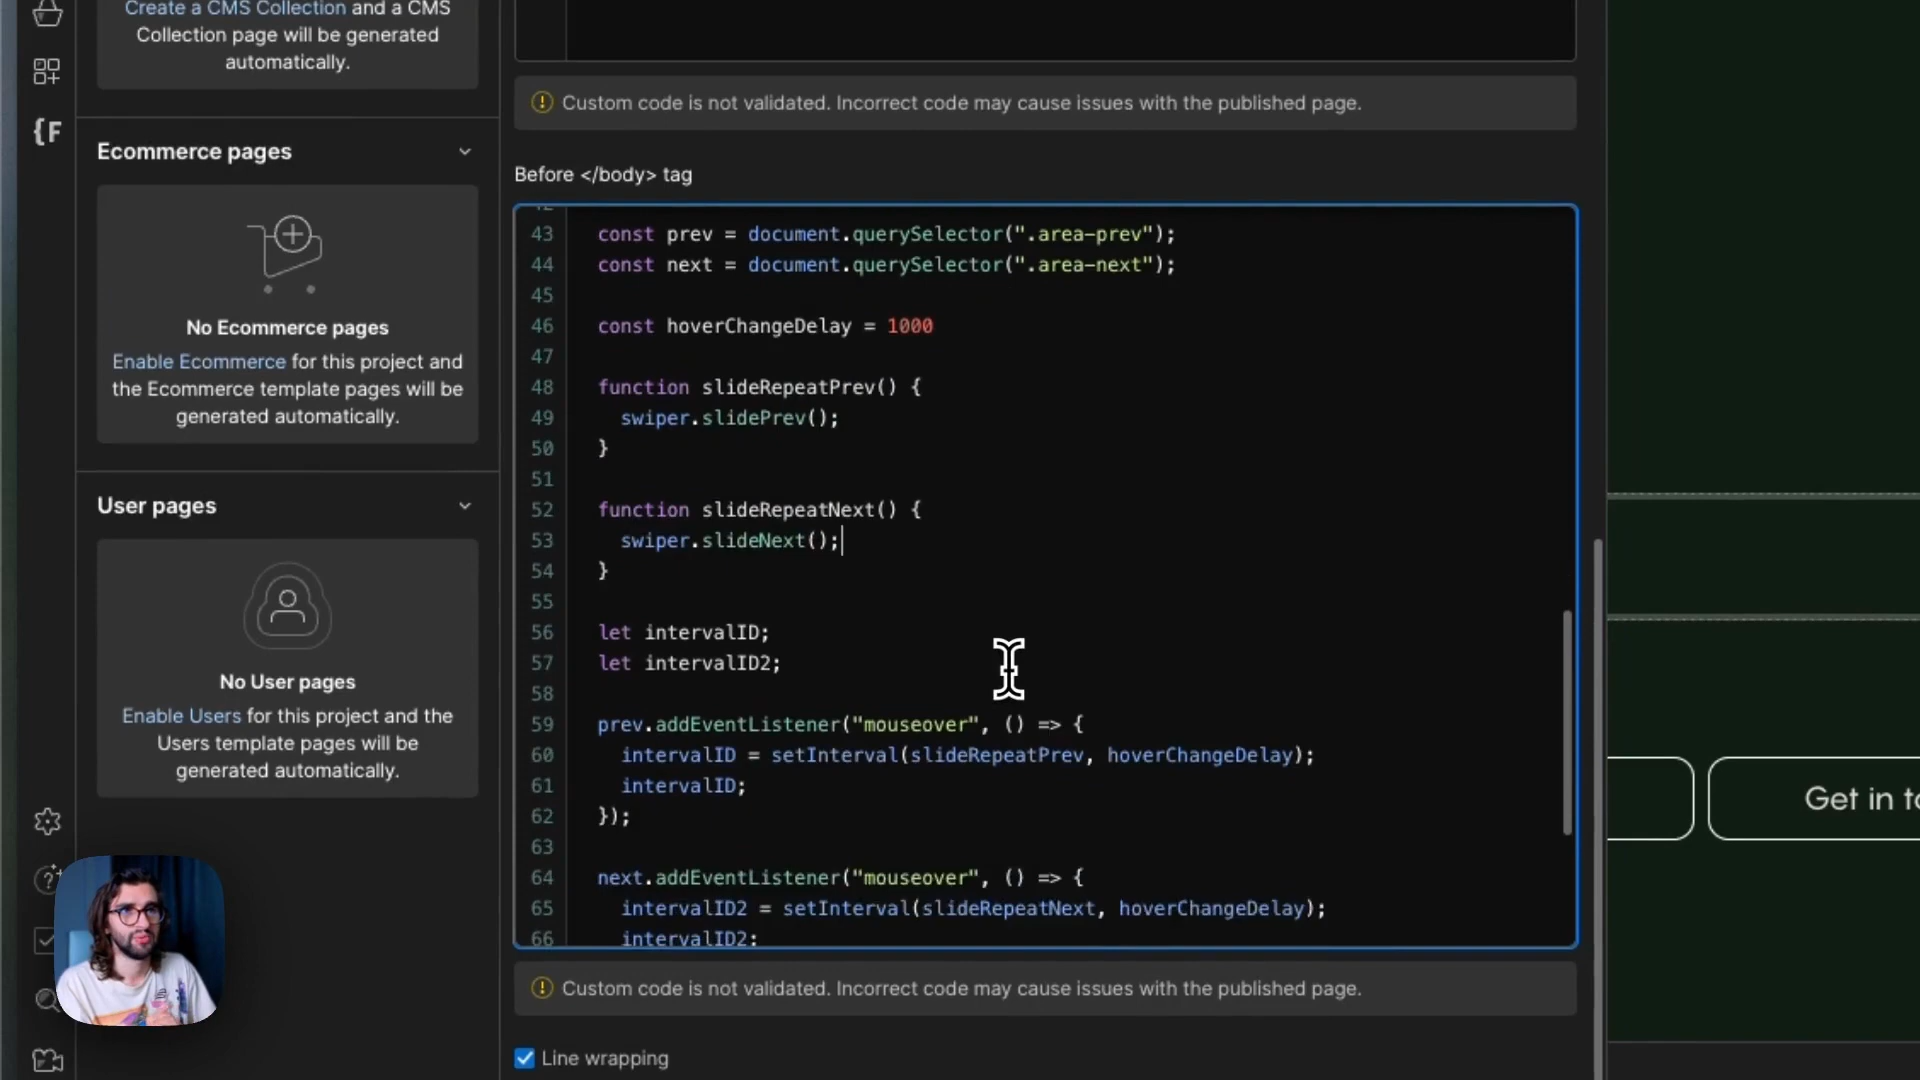 Create a CMS Collection and a CMS
Collection page will be generated
automatically.
{F
Ecommerce pages
No Ecommerce pages
Enable Ecommerce for this project and
the Ecommerce template pages will be
generated automatically.
User pages
No User pages
Enable Users for this project and the
Users template pages will be
generated automatically.
Custom code is not validated. Incorrect code may cause issues with the published page.
Before </body> tag
43 const prev = document.querySelector(".area-prev");
44 const next = document.querySelector(".area-next");
45
46 const hoverChangeDelay = 1000
47
48 function slideRepeatPrev() {
49 swiper.slidePrev();
50 }
51
52 function slideRepeatNext() {
53 swiper.slideNext();
54 }
55
56 let intervalID;
57 let intervalID2;
58
59 prev.addEventListener("mouseover", () => {
60 intervalID = setInterval(slideRepeatPrev, hoverChangeDelay);
61 intervalID;
62 });
63
64 next.addEventListener("mouseover", () => {
65 intervalID2 = setInterval(slideRepeatNext, hoverChangeDelay);
66 intervalID2;
Custom code is not validated. Incorrect code may cause issues with the published page.
Line wrapping
Get in to